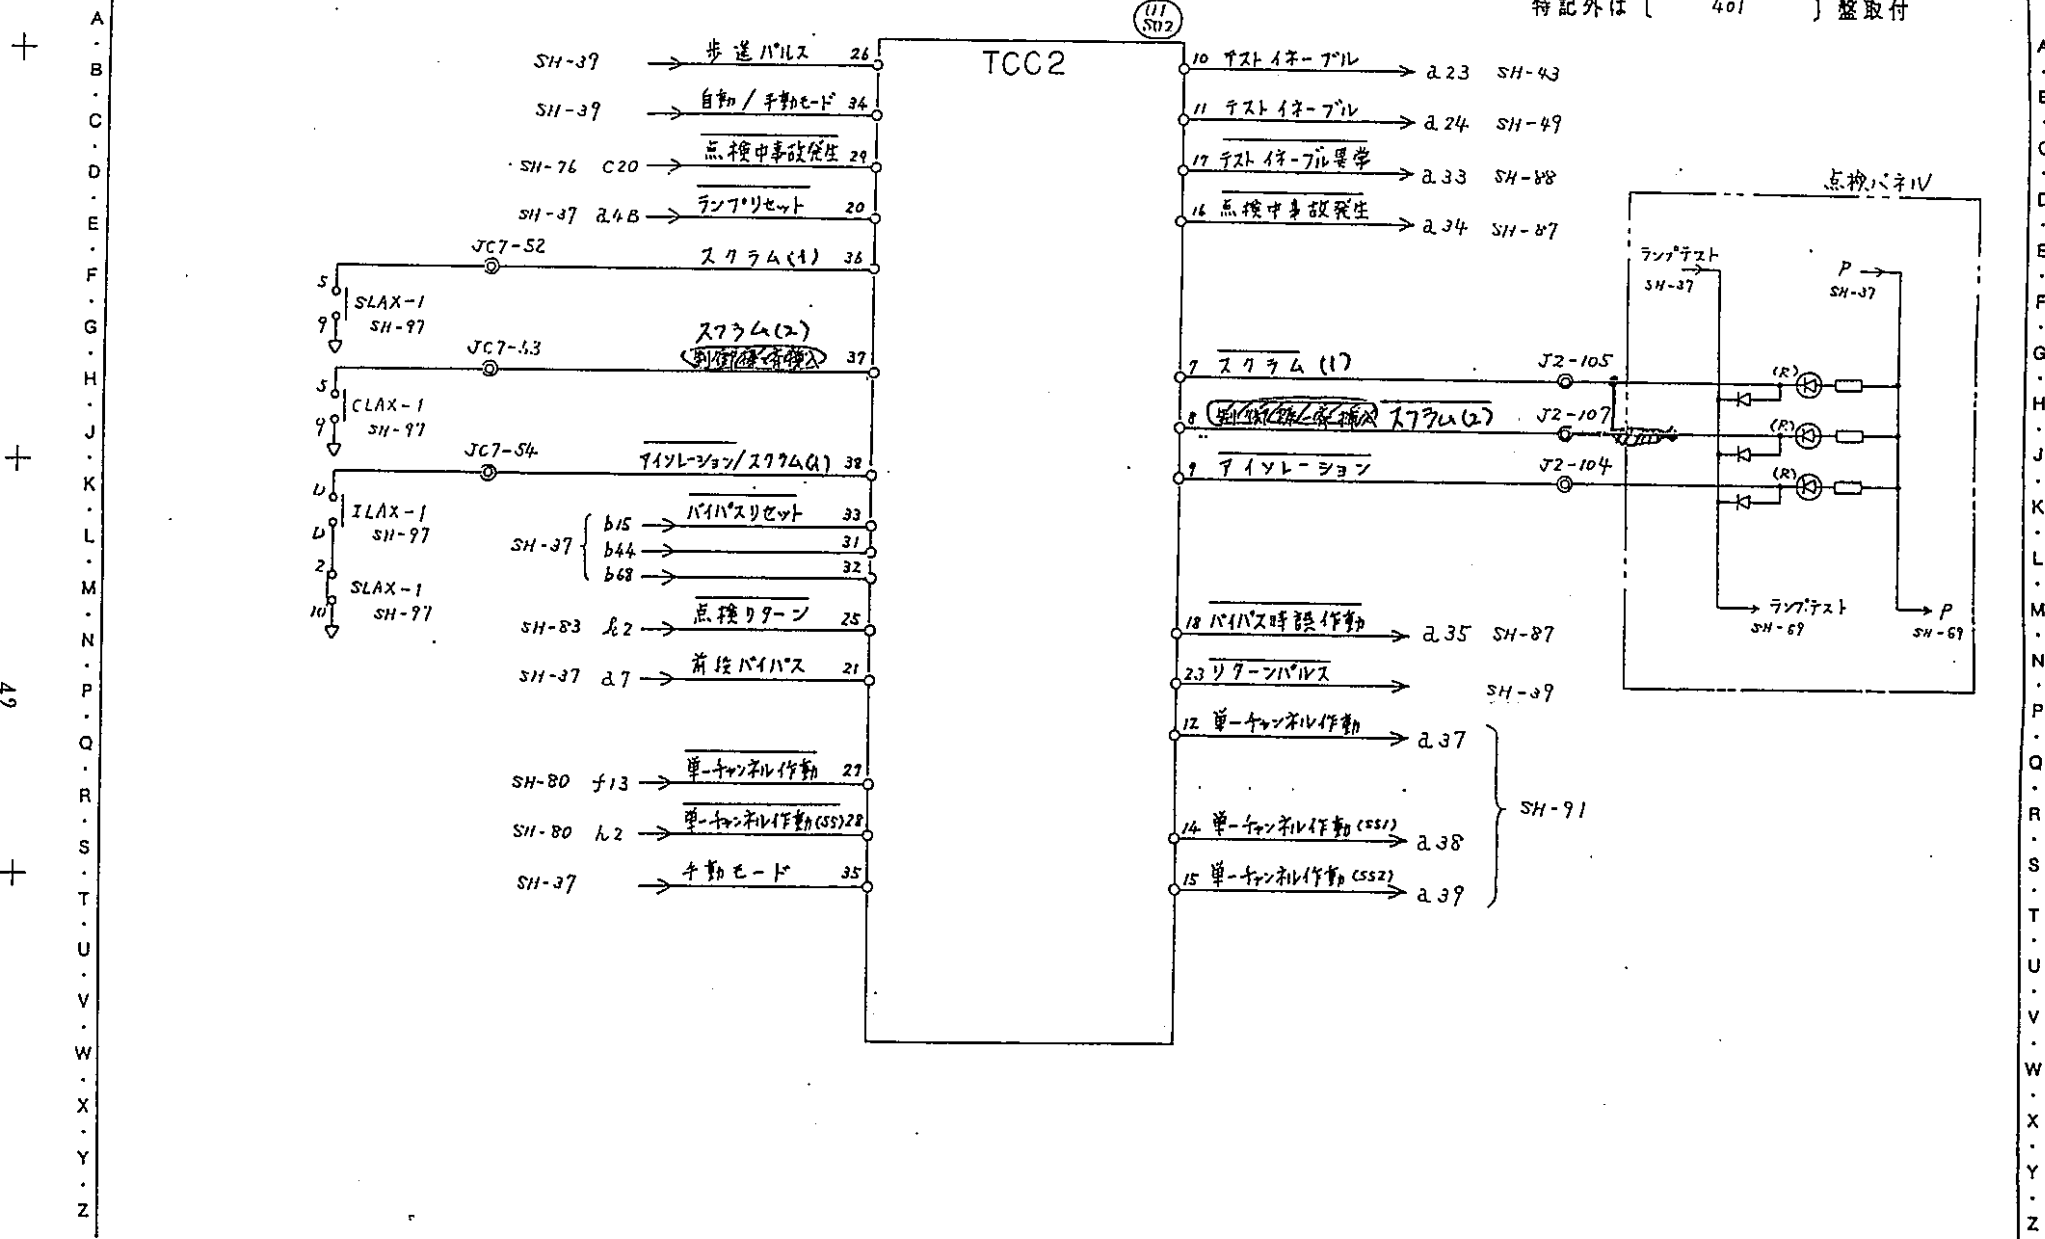 特記外は [ 401 ] 盤取付
111
S02
TCC2
SH-39 歩送パルス 26
SH-39 自動/手動モード 34
SH-76 C20 点検中事故発生 29
SH-37 a4B ランプリセット 20
JC7-52 スクラム(1) 36
5
SLAX-1
9 SH-97
スクラム(2)
JC7-53 37
5
CLAX-1
9 SH-97
JC7-54 アイソレーション/スクラム(1) 38
ILAX-1
SH-97
2
SLAX-1
10 SH-97
バイパスリセット
SH-37
b15 33
b44 31
b68 32
SH-83 h2 点検リターン 25
SH-37 a7 前段バイパス 21
SH-80 f13 単一チャンネル作動 27
SH-80 h2 単一チャンネル作動(SS) 28
SH-37 手動モード 35
10 テストイネーブル a23 SH-43
11 テストイネーブル a24 SH-49
17 テストイネーブル異常 a33 SH-88
16 点検中事故発生 a34 SH-87
7 スクラム(1) J2-105
8 スクラム(2) J2-107
9 アイソレーション J2-104
18 バイパス時誤作動 a35 SH-87
23 リターンパルス SH-39
12 単一チャンネル作動 a37
14 単一チャンネル作動(SS1) a38
15 単一チャンネル作動(SS2) a39
SH-91
点検パネル
ランプテスト
SH-37
P
SH-37
(R)
(R)
(R)
ランプテスト
SH-69
P
SH-69
49
A
B
C
D
E
F
G
H
J
K
L
M
N
P
Q
R
S
T
U
V
W
X
Y
Z
A
B
C
D
E
F
G
H
J
K
L
M
N
P
Q
R
S
T
U
V
W
X
Y
Z